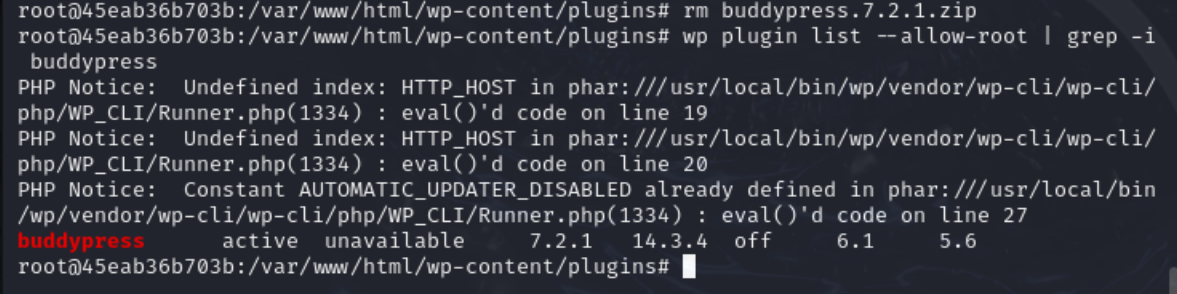 root@45eab36b703b:/var/www/html/wp-content/plugins# rm buddypress.7.2.1.zip
root@45eab36b703b:/var/www/html/wp-content/plugins# wp plugin list --allow-root | grep -i
 buddypress
PHP Notice:  Undefined index: HTTP_HOST in phar:///usr/local/bin/wp/vendor/wp-cli/wp-cli/
php/WP_CLI/Runner.php(1334) : eval()'d code on line 19
PHP Notice:  Undefined index: HTTP_HOST in phar:///usr/local/bin/wp/vendor/wp-cli/wp-cli/
php/WP_CLI/Runner.php(1334) : eval()'d code on line 20
PHP Notice:  Constant AUTOMATIC_UPDATER_DISABLED already defined in phar:///usr/local/bin
/wp/vendor/wp-cli/wp-cli/php/WP_CLI/Runner.php(1334) : eval()'d code on line 27
buddypress      active  unavailable     7.2.1   14.3.4  off     6.1     5.6
root@45eab36b703b:/var/www/html/wp-content/plugins#